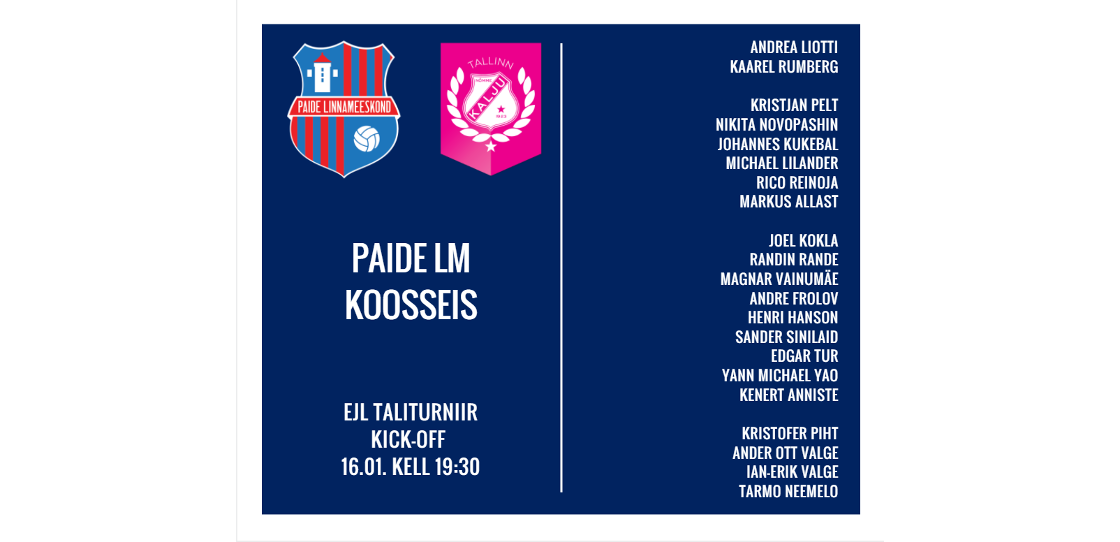 PAIDE LINNAMEESKOND
TALLINN
KALJU
PAIDE LM
KOOSSEIS
EJL TALITURNIIR
KICK-OFF
16.01. KELL 19:30
ANDREA LIOTTI
KAAREL RUMBERG
KRISTJAN PELT
NIKITA NOVOPASHIN
JOHANNES KUKEBAL
MICHAEL LILANDER
RICO REINOJA
MARKUS ALLAST
JOEL KOKLA
RANDIN RANDE
MAGNAR VAINUMÄE
ANDRE FROLOV
HENRI HANSON
SANDER SINILAID
EDGAR TUR
YANN MICHAEL YAO
KENERT ANNISTE
KRISTOFER PIHT
ANDER OTT VALGE
IAN-ERIK VALGE
TARMO NEEMELO